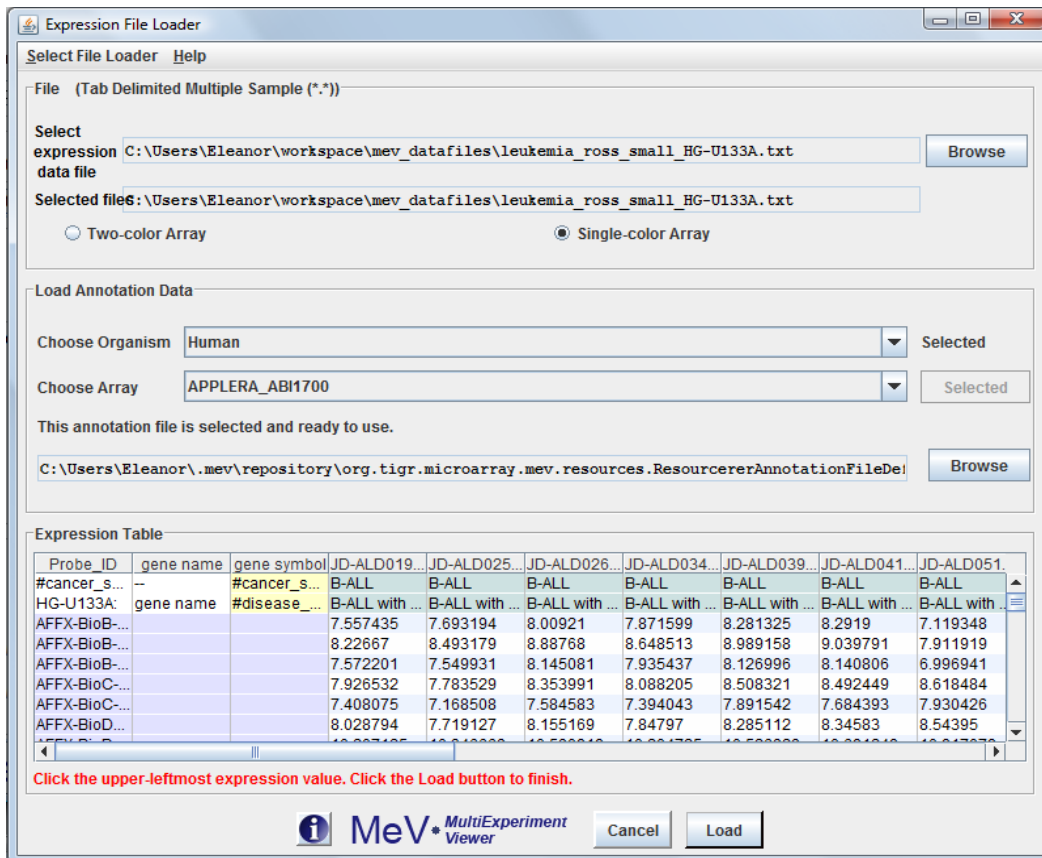 Expression File Loader
Select File Loader Help
File (Tab Delimited Multiple Sample (*.*))
Select
expression
data file
C:\Users\Eleanor\workspace\mev_datafiles\leukemia_ross_small_HG-U133A.txt
Browse
Selected files
:\Users\Eleanor\workspace\mev_datafiles\leukemia_ross_small_HG-U133A.txt
Two-color Array Single-color Array
Load Annotation Data
Choose Organism Human Selected
Choose Array APPLERA_ABI1700 Selected
This annotation file is selected and ready to use.
C:\Users\Eleanor\.mev\repository\org.tigr.microarray.mev.resources.ResourcererAnnotationFileDef Browse
Expression Table
Probe_ID gene name gene symbol JD-ALD019... JD-ALD025... JD-ALD026... JD-ALD034... JD-ALD039... JD-ALD041... JD-ALD051.
#cancer_s... -- #cancer_s... B-ALL B-ALL B-ALL B-ALL B-ALL B-ALL B-ALL
HG-U133A: gene name #disease_... B-ALL with ... B-ALL with ... B-ALL with ... B-ALL with ... B-ALL with ... B-ALL with ... B-ALL with
AFFX-BioB-... 7.557435 7.693194 8.00921 7.871599 8.281325 8.2919 7.119348
AFFX-BioB-... 8.22667 8.493179 8.88768 8.648513 8.989158 9.039791 7.911919
AFFX-BioB-... 7.572201 7.549931 8.145081 7.935437 8.126996 8.140806 6.996941
AFFX-BioC-... 7.926532 7.783529 8.353991 8.088205 8.508321 8.492449 8.618484
AFFX-BioC-... 7.408075 7.168508 7.584583 7.394043 7.891542 7.684393 7.930426
AFFX-BioD... 8.028794 7.719127 8.155169 7.84797 8.285112 8.34583 8.54395
Click the upper-leftmost expression value. Click the Load button to finish.
MeV MultiExperiment
Viewer
Cancel Load